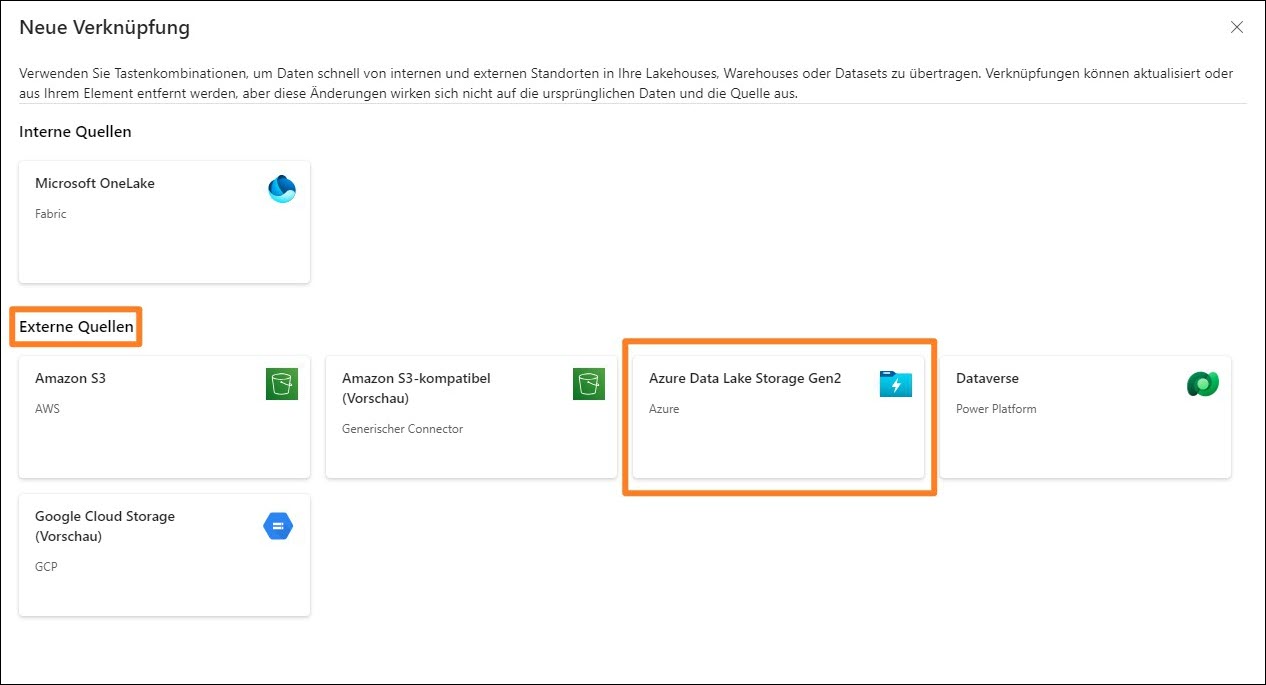 Neue Verknüpfung
Verwenden Sie Tastenkombinationen, um Daten schnell von internen und externen Standorten in Ihre Lakehouses, Warehouses oder Datasets zu übertragen. Verknüpfungen können aktualisiert oder
aus Ihrem Element entfernt werden, aber diese Änderungen wirken sich nicht auf die ursprünglichen Daten und die Quelle aus.
Interne Quellen
Microsoft OneLake
Fabric
Externe Quellen
Amazon S3
AWS
Amazon S3-kompatibel
(Vorschau)
Generischer Connector
Azure Data Lake Storage Gen2
Azure
Dataverse
Power Platform
Google Cloud Storage
(Vorschau)
GCP